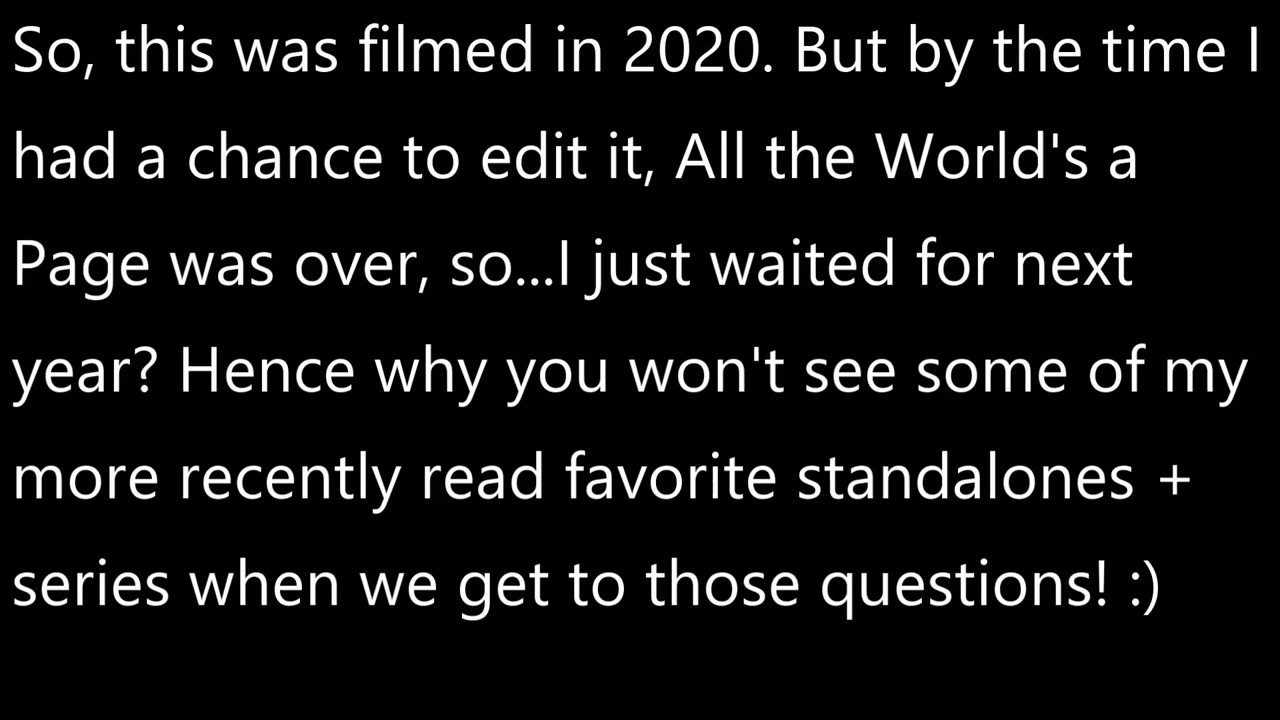 So, this was filmed in 2020. But by the time I
had a chance to edit it, All the World's a
Page was over, so...I just waited for next
year? Hence why you won't see some of my
more recently read favorite standalones +
series when we get to those questions! :)